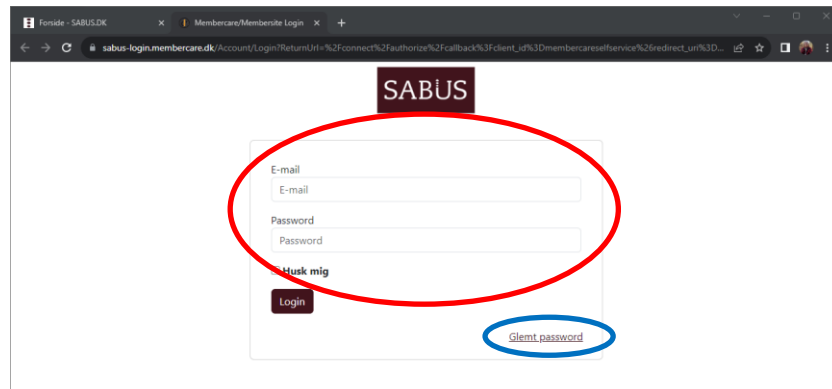 Forside - SABUS.DK
Membercare/Membersite Login
sabus-login.membercare.dk/Account/Login?ReturnUrl=%2Fconnect%2Fauthorize%2Fcallback%3Fclient_id%3Dmembercareselfservice%26redirect_uri%3D...
SABUS
E-mail
E-mail
Password
Password
Husk mig
Login
Glemt password